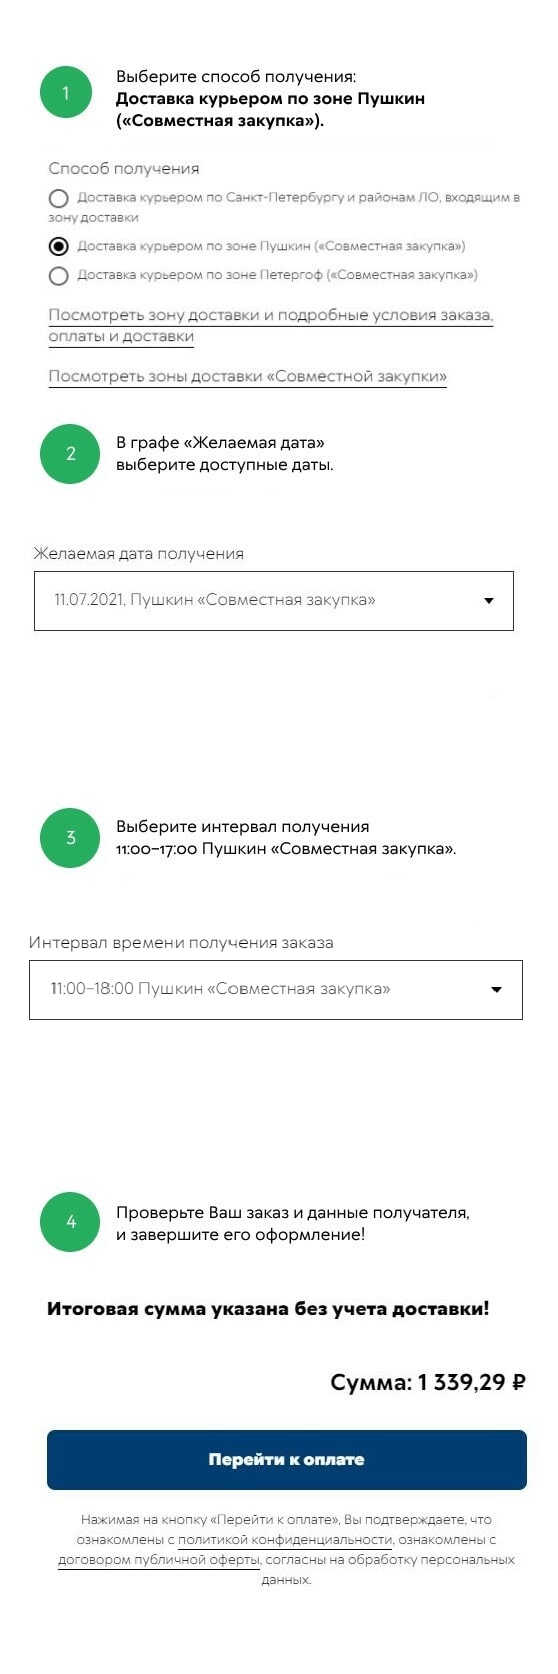 1
Выберите способ получения:
Доставка курьером по зоне Пушкин
(«Совместная закупка»).
Способ получения
Доставка курьером по Санкт-Петербургу и районам ЛО, входящим в
зону доставки
Доставка курьером по зоне Пушкин («Совместная закупка»)
Доставка курьером по зоне Петергоф («Совместная закупка»)
Посмотреть зону доставки и подробные условия заказа,
оплаты и доставки
Посмотреть зоны доставки «Совместной закупки»
2
В графе «Желаемая дата»
выберите доступные даты.
Желаемая дата получения
11.07.2021, Пушкин «Совместная закупка»
3
Выберите интервал получения
11:00–17:00 Пушкин «Совместная закупка».
Интервал времени получения заказа
11:00–18:00 Пушкин «Совместная закупка»
4
Проверьте Ваш заказ и данные получателя,
и завершите его оформление!
Итоговая сумма указана без учета доставки!
Сумма: 1 339,29 ₽
Перейти к оплате
Нажимая на кнопку «Перейти к оплате», Вы подтверждаете, что
ознакомлены с политикой конфиденциальности, ознакомлены с
договором публичной оферты, согласны на обработку персональных
данных.